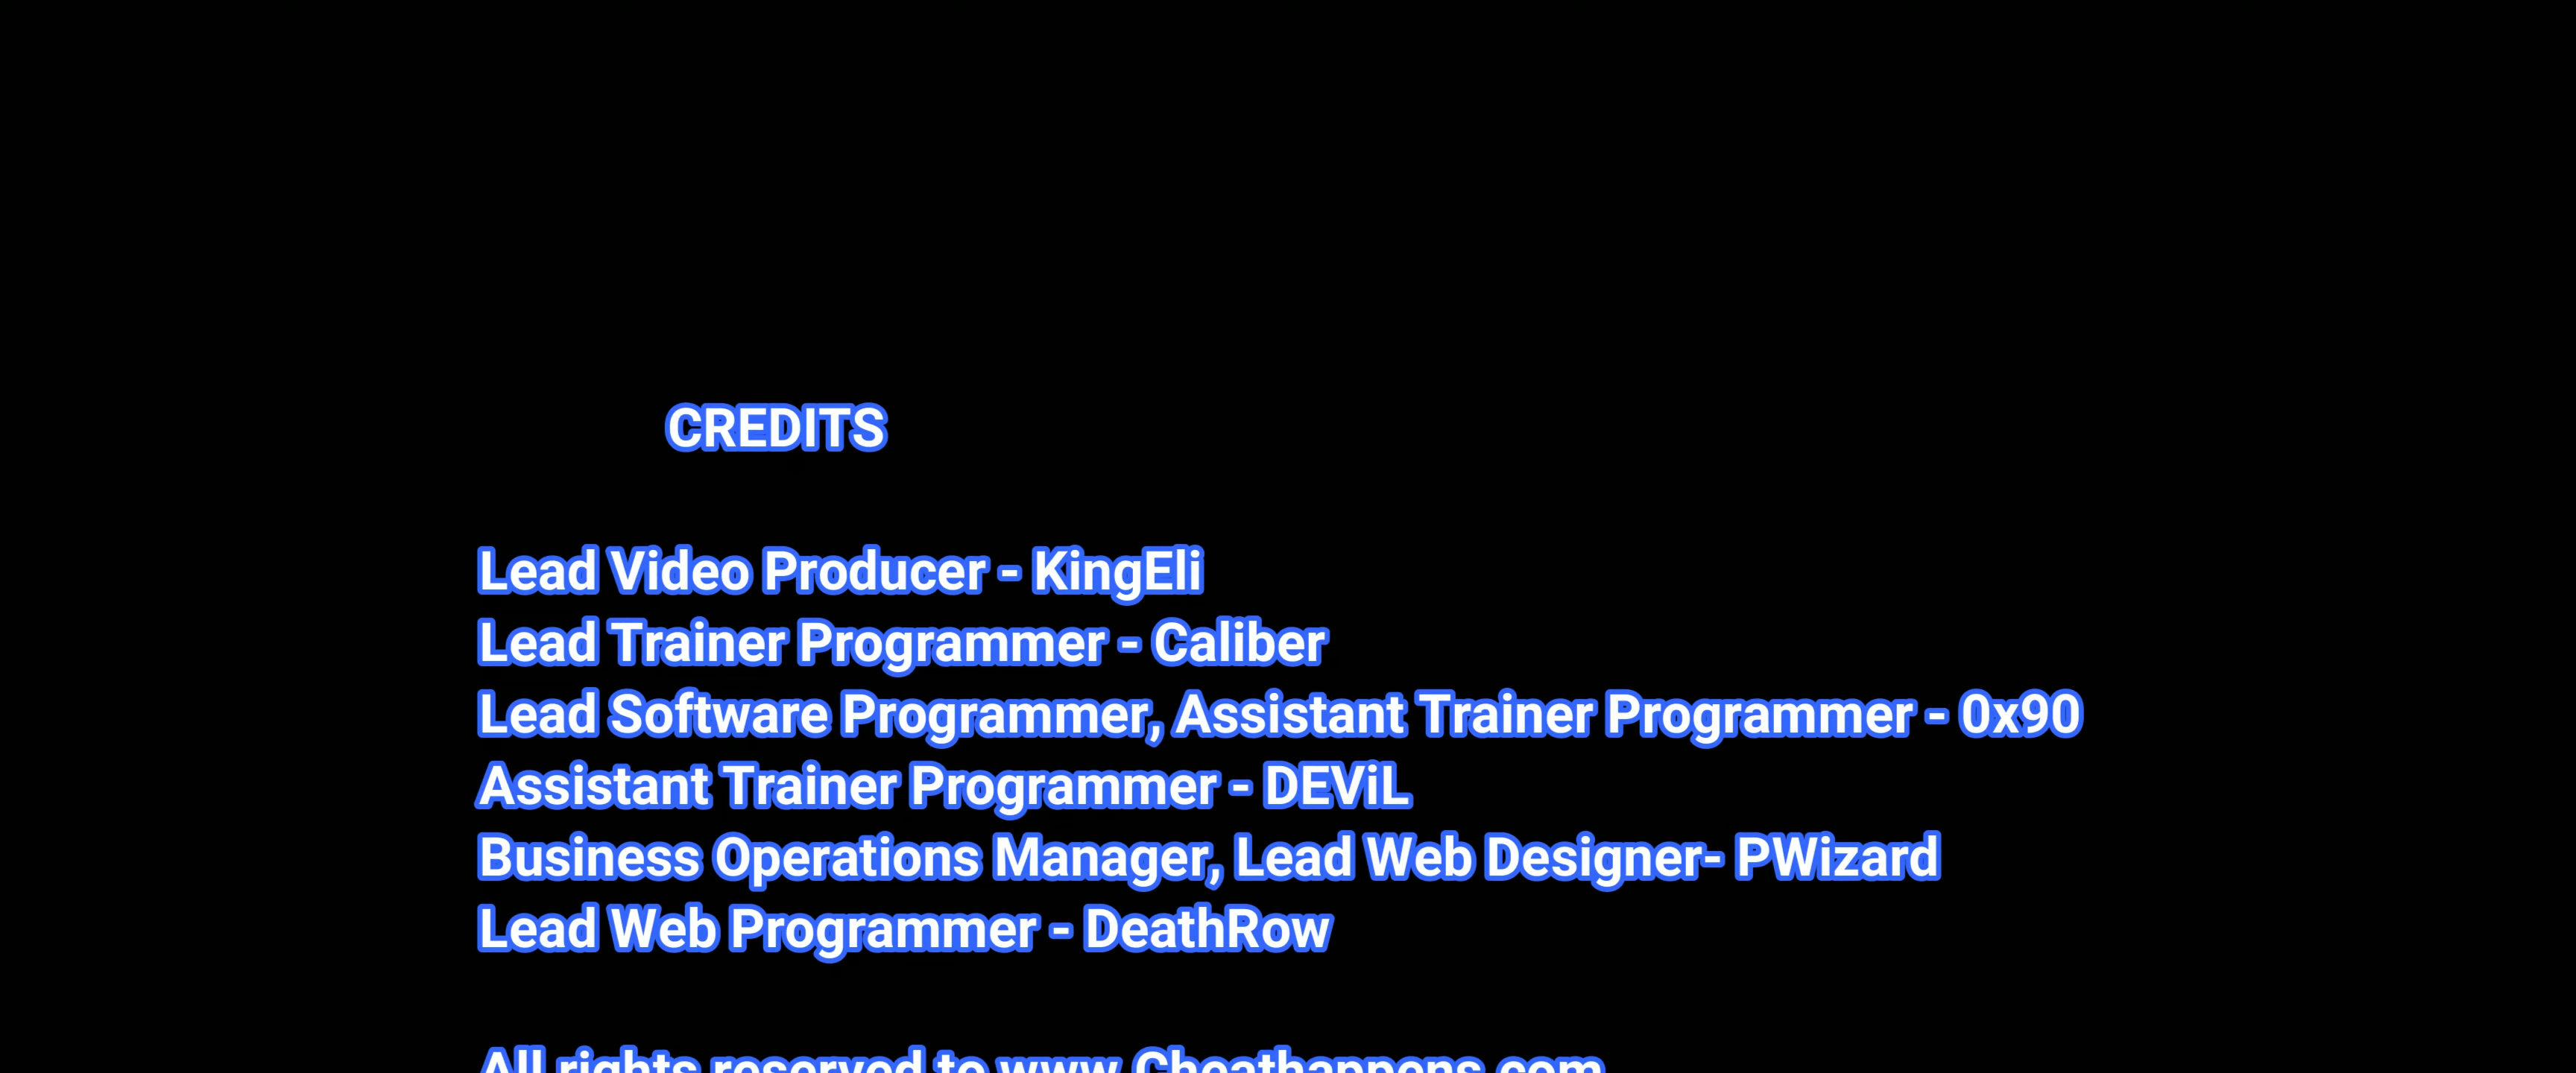 CREDITS
Lead Video Producer - KingEli
Lead Trainer Programmer - Caliber
Lead Software Programmer, Assistant Trainer Programmer - 0x90
Assistant Trainer Programmer - DEViL
Business Operations Manager, Lead Web Designer- PWizard
Lead Web Programmer - DeathRow
All rights reserved to www.Cheathappens.com